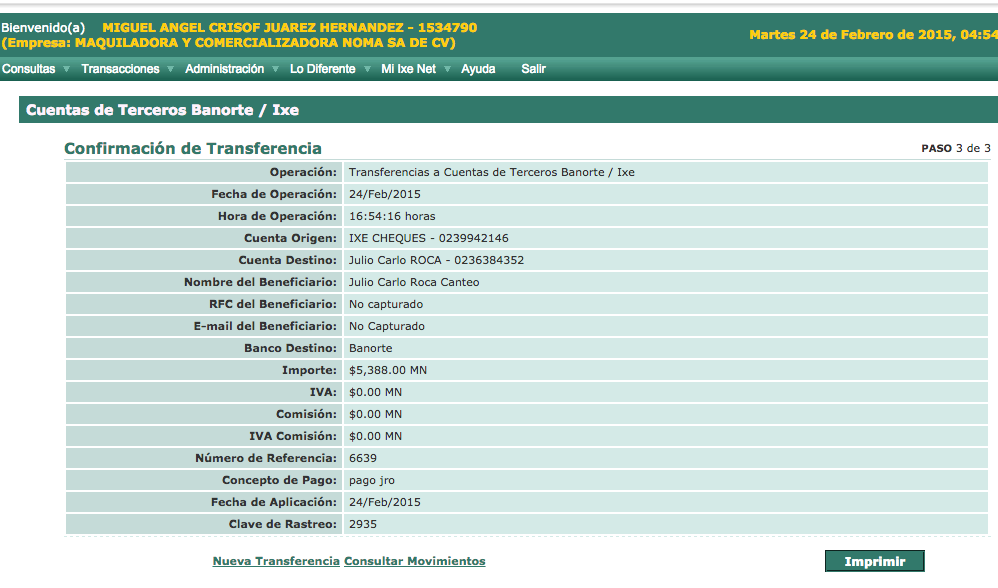 Bienvenido(a) MIGUEL ANGEL CRISOF JUAREZ HERNANDEZ - 1534790
(Empresa: MAQUILADORA Y COMERCIALIZADORA NOMA SA DE CV)
Martes 24 de Febrero de 2015, 04:54
Consultas Transacciones Administración Lo Diferente Mi Ixe Net Ayuda Salir
Cuentas de Terceros Banorte / Ixe
Confirmación de Transferencia PASO 3 de 3
Operación: Transferencias a Cuentas de Terceros Banorte / Ixe
Fecha de Operación: 24/Feb/2015
Hora de Operación: 16:54:16 horas
Cuenta Origen: IXE CHEQUES - 0239942146
Cuenta Destino: Julio Carlo ROCA - 0236384352
Nombre del Beneficiario: Julio Carlo Roca Canteo
RFC del Beneficiario: No capturado
E-mail del Beneficiario: No Capturado
Banco Destino: Banorte
Importe: $5,388.00 MN
IVA: $0.00 MN
Comisión: $0.00 MN
IVA Comisión: $0.00 MN
Número de Referencia: 6639
Concepto de Pago: pago jro
Fecha de Aplicación: 24/Feb/2015
Clave de Rastreo: 2935
Nueva Transferencia Consultar Movimientos Imprimir